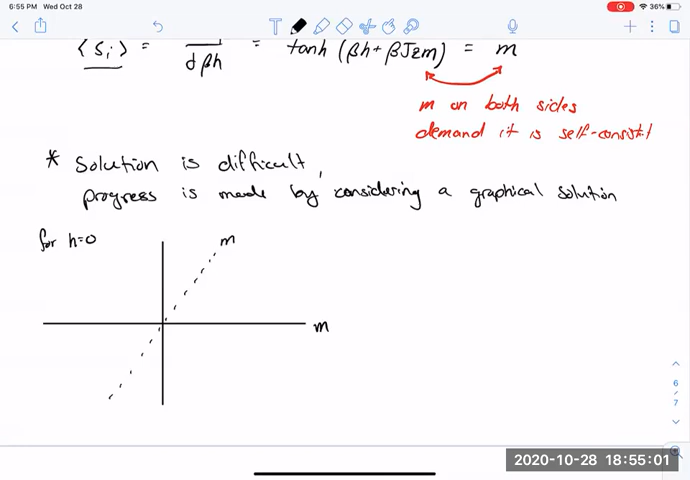 6:55 PM Wed Oct 28
36%
⟨Si⟩ = dβh = tanh (βh + βJzm) = m
m on both sides
demand it is self-consist
* Solution is difficult,
progress is made by considering a graphical solution
for h=0
m
m
6
7
2020-10-28 18:55:01